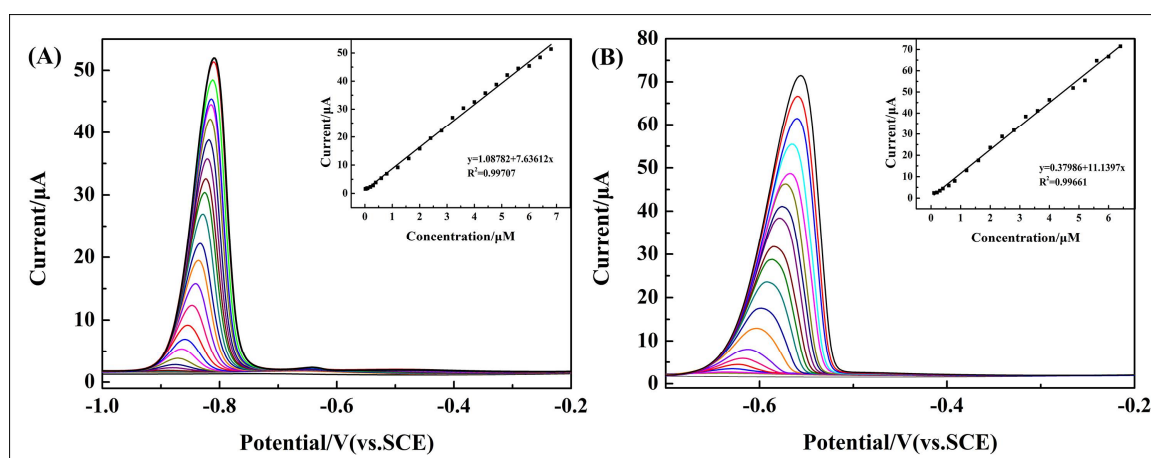 (A)
Current/μA
50
40
30
20
10
0
-1.0 -0.8 -0.6 -0.4 -0.2
Potential/V(vs.SCE)
Current/μA
50
40
30
20
10
0
0 1 2 3 4 5 6 7
Concentration/μM
y=1.08782+7.63612x
R²=0.99707
(B)
Current/μA
80
70
60
50
40
30
20
10
0
-0.6 -0.4 -0.2
Potential/V(vs.SCE)
Current/μA
70
60
50
40
30
20
10
0
0 1 2 3 4 5 6
Concentration/μM
y=0.37986+11.1397x
R²=0.99661